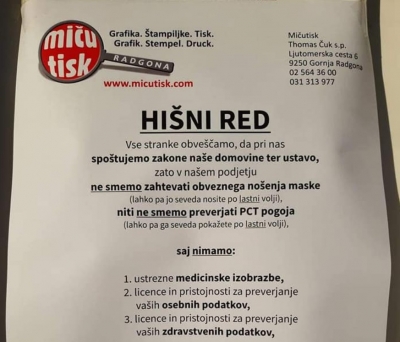 miču
tisk
RADGONA
Grafika. Štampiljke. Tisk.
Grafik. Stempel. Druck.
www.micutisk.com
Mičutisk
Thomas Čuk s.p.
Ljutomerska cesta 6
9250 Gornja Radgona
02 564 36 00
031 313 977
HIŠNI RED
Vse stranke obveščamo, da pri nas
spoštujemo zakone naše domovine ter ustavo,
zato v našem podjetju
ne smemo zahtevati obveznega nošenja maske
(lahko pa jo seveda nosite po lastni volji),
niti ne smemo preverjati PCT pogoja
(lahko pa ga seveda pokažete po lastni volji),
saj nimamo:
1. ustrezne medicinske izobrazbe,
2. licence in pristojnosti za preverjanje
vaših osebnih podatkov,
3. licence in pristojnosti za preverjanje
vaših zdravstvenih podatkov,